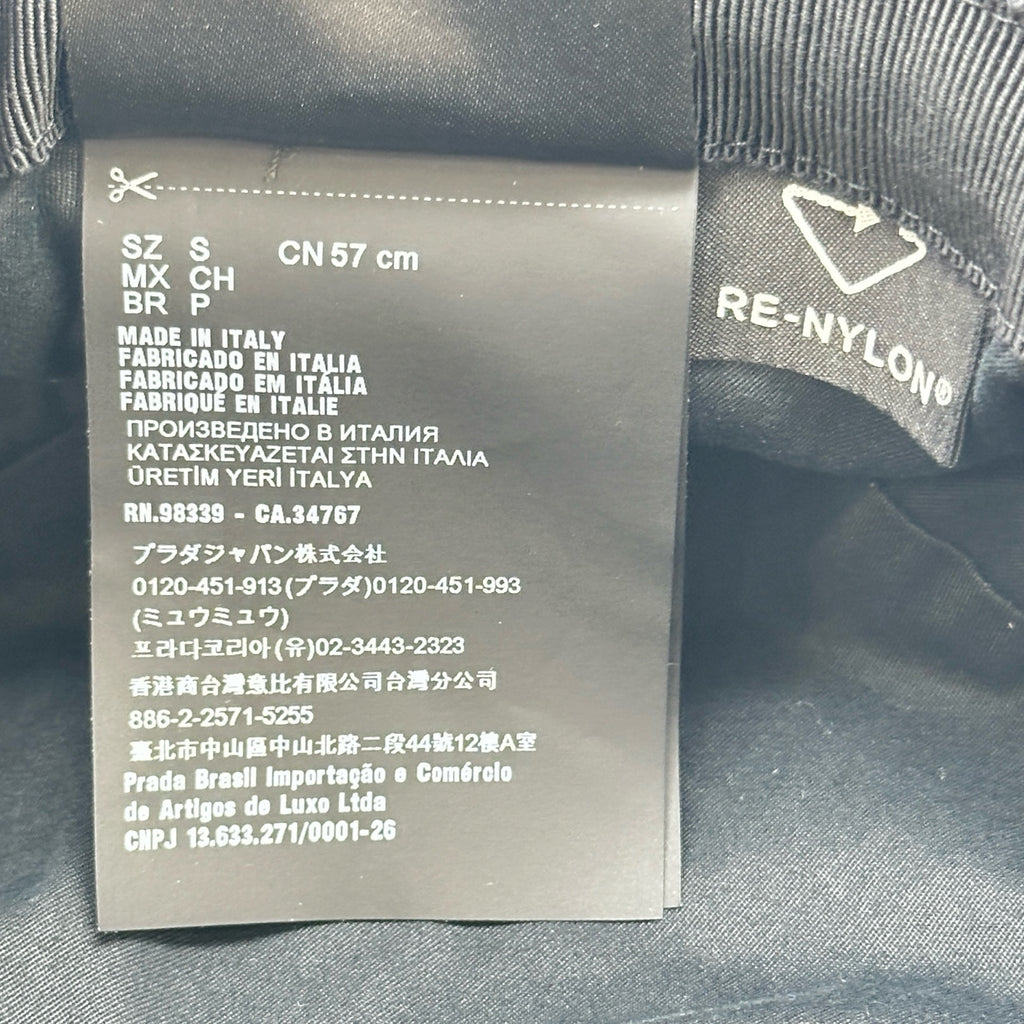 SZ S CN 57 cm
MX CH
BR P
MADE IN ITALY
FABRICADO EN ITALIA
FABRICADO EM ITÁLIA
FABRIQUÉ EN ITALIE
ПРОИЗВЕДЕНО В ИТАЛИЯ
ΚΑΤΑΣΚΕΥΑΖΕΤΑΙ ΣΤΗΝ ΙΤΑΛΙΑ
ÜRETİM YERİ İTALYA
RN.98339 - CA.34767
プラダジャパン株式会社
0120-451-913(プラダ)0120-451-993
(ミュウミュウ)
프라다코리아(유)02-3443-2323
香港商台灣意比有限公司台灣分公司
886-2-2571-5255
臺北市中山區中山北路二段44號12樓A室
Prada Brasil Importação e Comércio
de Artigos de Luxo Ltda
CNPJ 13.633.271/0001-26
RE-NYLON®